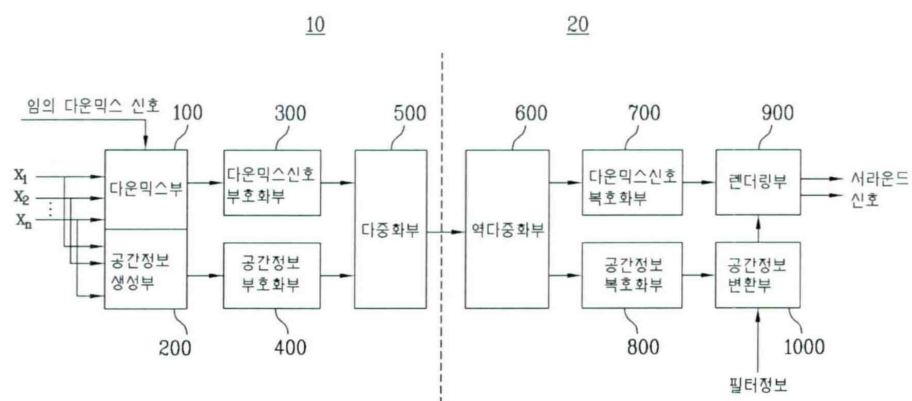 10
20
임의 다운믹스 신호
100
300
500
600
700
900
X1
X2
⋮
Xn
다운믹스부
다운믹스신호
부호화부
다중화부
역다중화부
다운믹스신호
복호화부
렌더링부
서라운드
신호
공간정보
생성부
공간정보
부호화부
공간정보
복호화부
공간정보
변환부
200
400
800
1000
필터정보